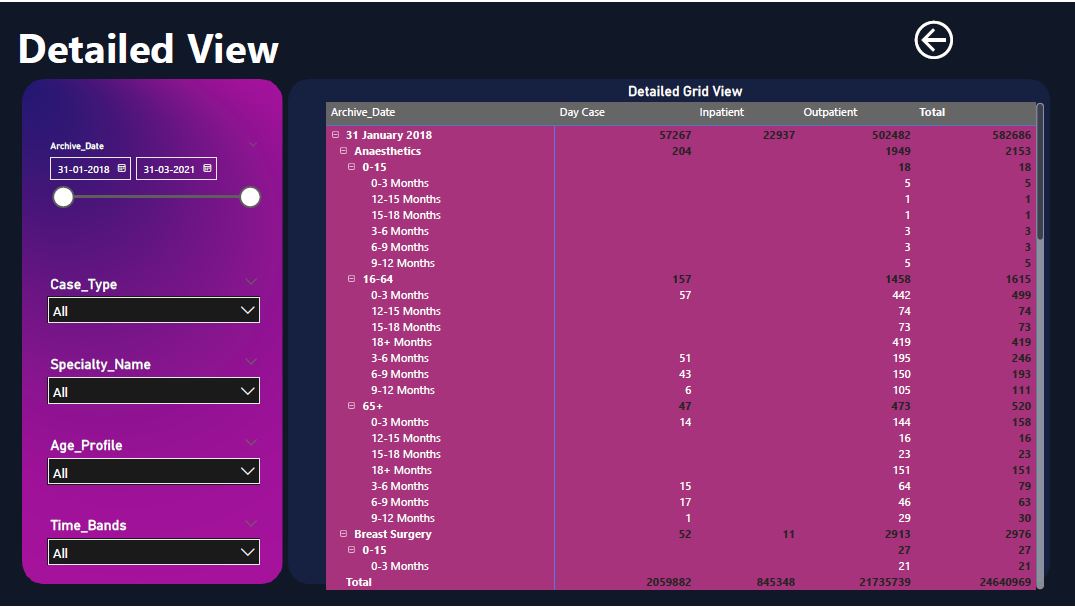 Detailed View
Archive_Date
31-01-2018 31-03-2021
Case_Type
All
Specialty_Name
All
Age_Profile
All
Time_Bands
All
Detailed Grid View
Archive_Date Day Case Inpatient Outpatient Total
31 January 2018 57267 22937 502482 582686
Anaesthetics 204 1949 2153
0-15 18 18
0-3 Months 5 5
12-15 Months 1 1
15-18 Months 1 1
3-6 Months 3 3
6-9 Months 3 3
9-12 Months 5 5
16-64 157 1458 1615
0-3 Months 57 442 499
12-15 Months 74 74
15-18 Months 73 73
18+ Months 419 419
3-6 Months 51 195 246
6-9 Months 43 150 193
9-12 Months 6 105 111
65+ 47 473 520
0-3 Months 14 144 158
12-15 Months 16 16
15-18 Months 23 23
18+ Months 151 151
3-6 Months 15 64 79
6-9 Months 17 46 63
9-12 Months 1 29 30
Breast Surgery 52 11 2913 2976
0-15 27 27
0-3 Months 21 21
Total 2059882 845348 21735739 24640969